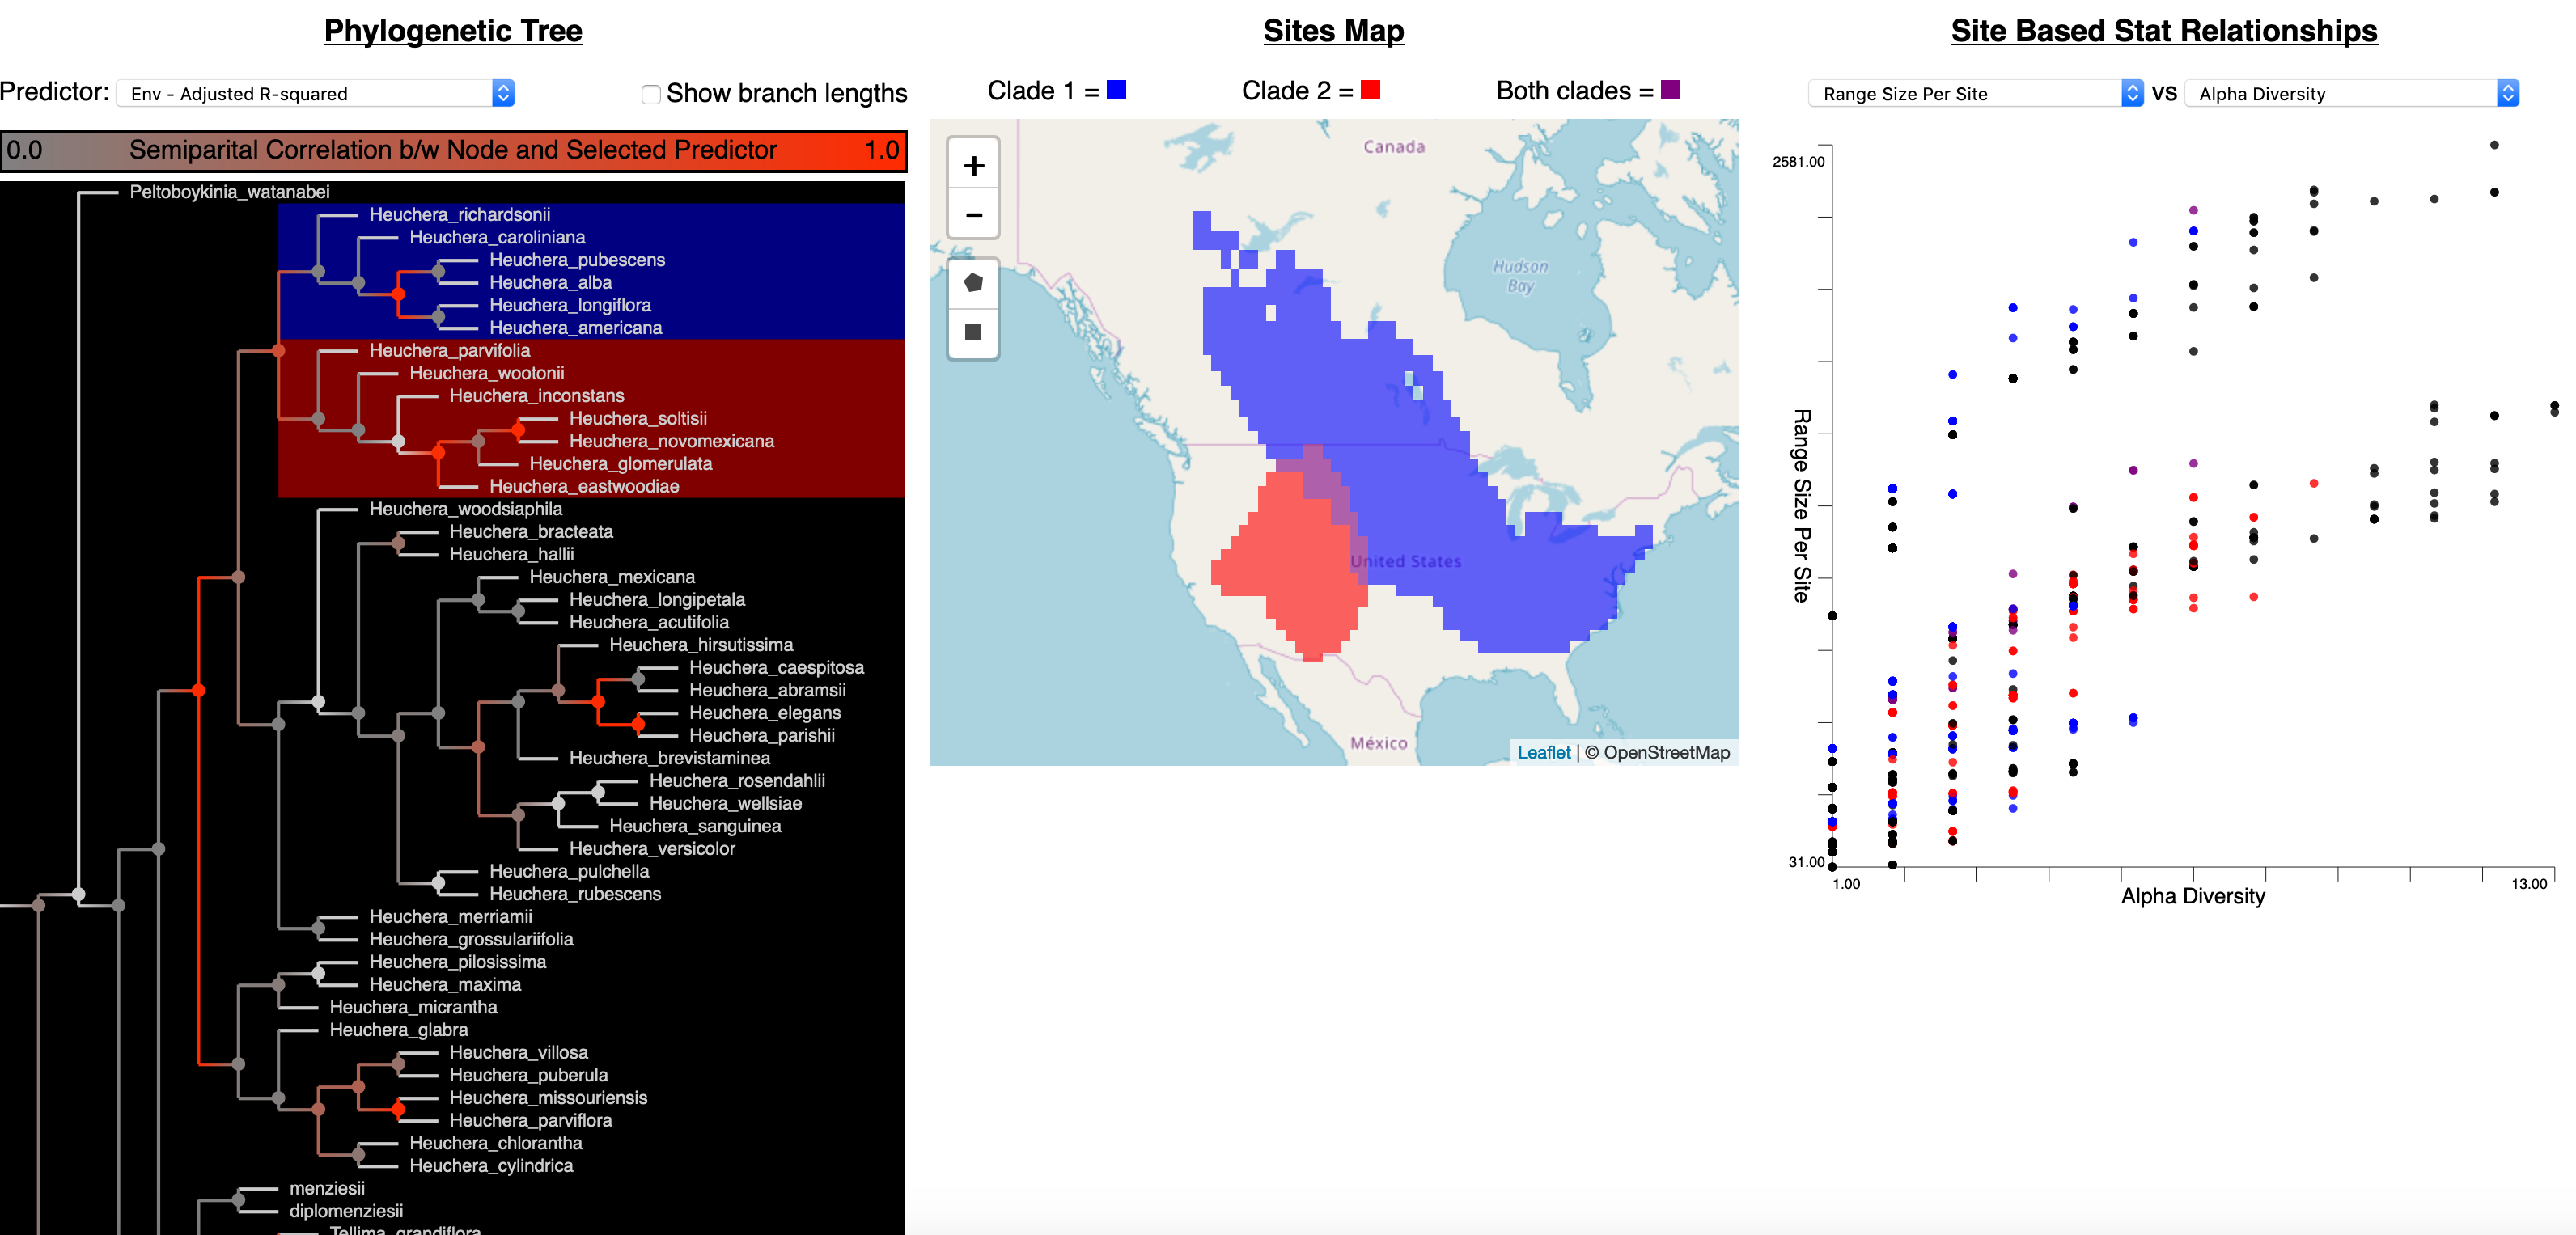 Phylogenetic Tree
Predictor: Env - Adjusted R-squared Show branch lengths
0.0 Semiparital Correlation b/w Node and Selected Predictor 1.0
Peltoboykinia_watanabei
Heuchera_richardsonii
Heuchera_caroliniana
Heuchera_pubescens
Heuchera_alba
Heuchera_longiflora
Heuchera_americana
Heuchera_parvifolia
Heuchera_wootonii
Heuchera_inconstans
Heuchera_soltisii
Heuchera_novomexicana
Heuchera_glomerulata
Heuchera_eastwoodiae
Heuchera_woodsiaphila
Heuchera_bracteata
Heuchera_hallii
Heuchera_mexicana
Heuchera_longipetala
Heuchera_acutifolia
Heuchera_hirsutissima
Heuchera_caespitosa
Heuchera_abramsii
Heuchera_elegans
Heuchera_parishii
Heuchera_brevistaminea
Heuchera_rosendahlii
Heuchera_wellsiae
Heuchera_sanguinea
Heuchera_versicolor
Heuchera_pulchella
Heuchera_rubescens
Heuchera_merriamii
Heuchera_grossulariifolia
Heuchera_pilosissima
Heuchera_maxima
Heuchera_micrantha
Heuchera_glabra
Heuchera_villosa
Heuchera_puberula
Heuchera_missouriensis
Heuchera_parviflora
Heuchera_chlorantha
Heuchera_cylindrica
menziesii
diplomenziesii
Tellima_grandiflora
Sites Map
Clade 1 = Clade 2 = Both clades =
+
−
Canada
Hudson
Bay
United States
México
Leaflet | © OpenStreetMap
Site Based Stat Relationships
Range Size Per Site VS Alpha Diversity
2581.00
Range Size Per Site
31.00
1.00 13.00
Alpha Diversity